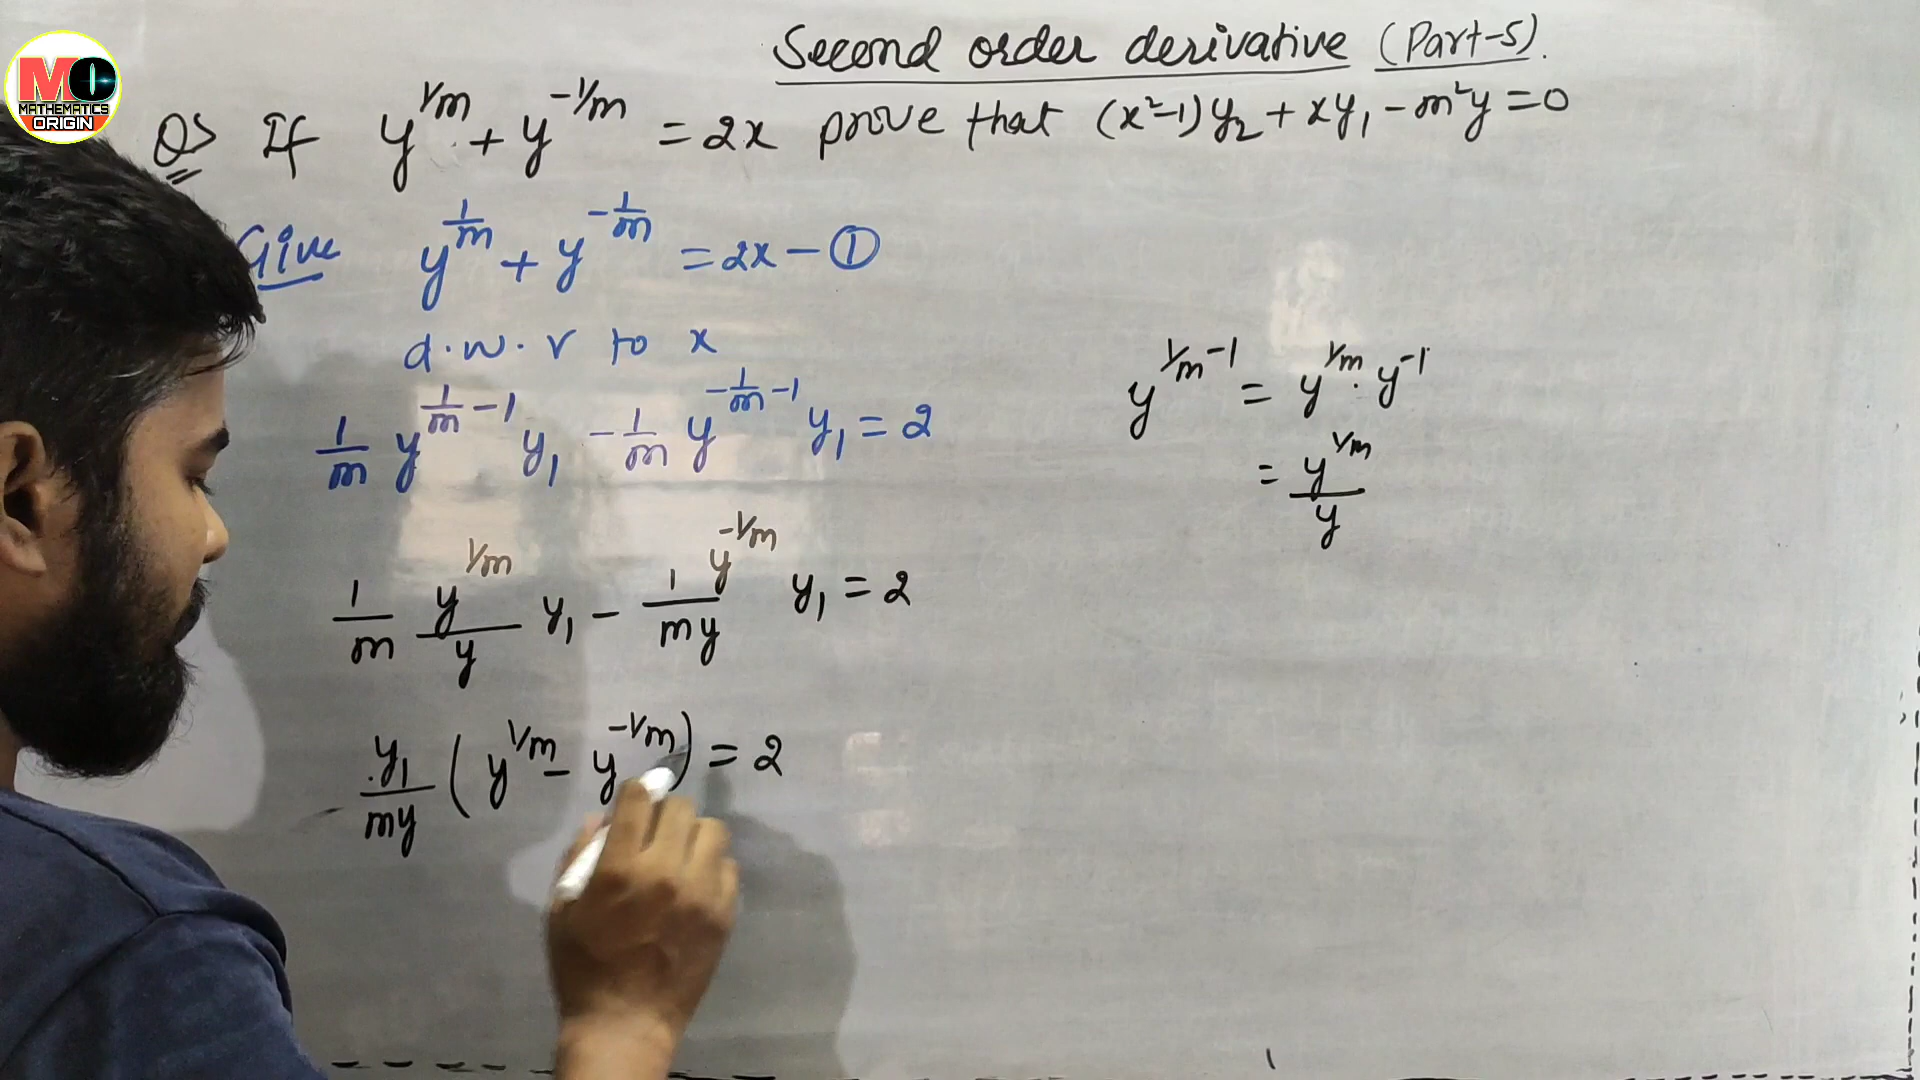 MO
MATHEMATICS
ORIGIN
Second order derivative (Part-5).
Q5 If y^1/m + y^-1/m = 2x prove that (x²-1)y₂ + xy₁ - m²y = 0
Give y^1/m + y^-1/m = 2x - ①
d.w.r to x
1/m y^(1/m - 1) y₁ - 1/m y^(-1/m - 1) y₁ = 2
1/m y^1/m/y y₁ - 1/my y^-1/m y₁ = 2
y₁/my (y^1/m - y^-1/m) = 2
y^(1/m - 1) = y^1/m . y^-1
= y^1/m/y